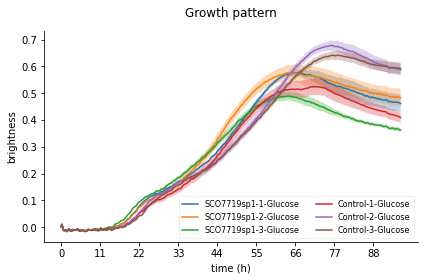 Growth pattern
0.7
0.6
0.5
0.4
0.3
0.2
0.1
0.0
brightness
SCO7719sp1-1-Glucose
SCO7719sp1-2-Glucose
SCO7719sp1-3-Glucose
Control-1-Glucose
Control-2-Glucose
Control-3-Glucose
0 11 22 33 44 55 66 77 88
time (h)